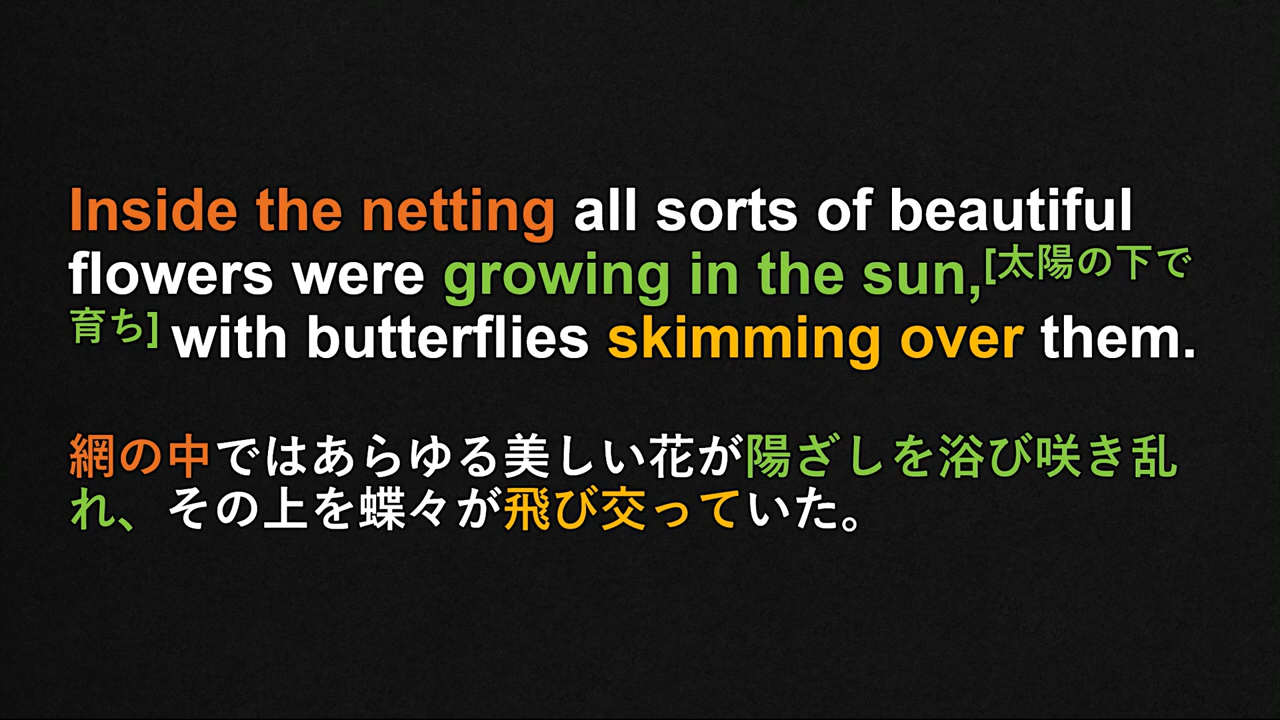 Inside the netting all sorts of beautiful
flowers were growing in the sun,[太陽の下で
育ち] with butterflies skimming over them.
網の中ではあらゆる美しい花が陽ざしを浴び咲き乱
れ、その上を蝶々が飛び交っていた。